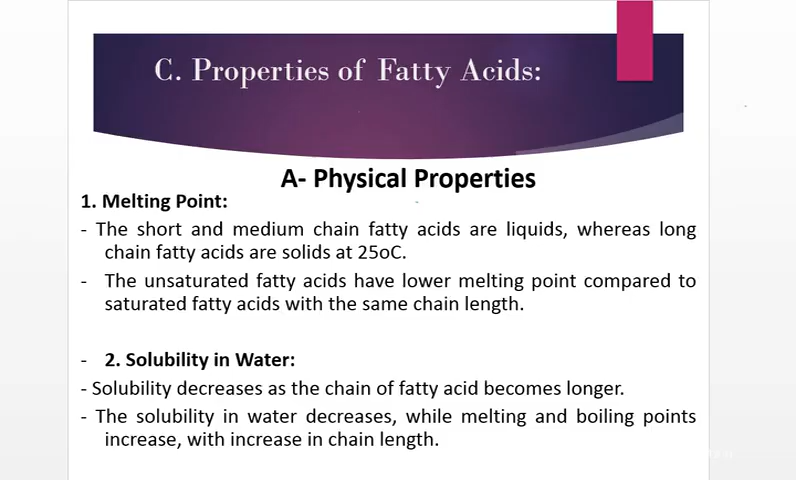 C. Properties of Fatty Acids:
A- Physical Properties
1. Melting Point:
- The short and medium chain fatty acids are liquids, whereas long
chain fatty acids are solids at 25oC.
- The unsaturated fatty acids have lower melting point compared to
saturated fatty acids with the same chain length.
- 2. Solubility in Water:
- Solubility decreases as the chain of fatty acid becomes longer.
- The solubility in water decreases, while melting and boiling points
increase, with increase in chain length.